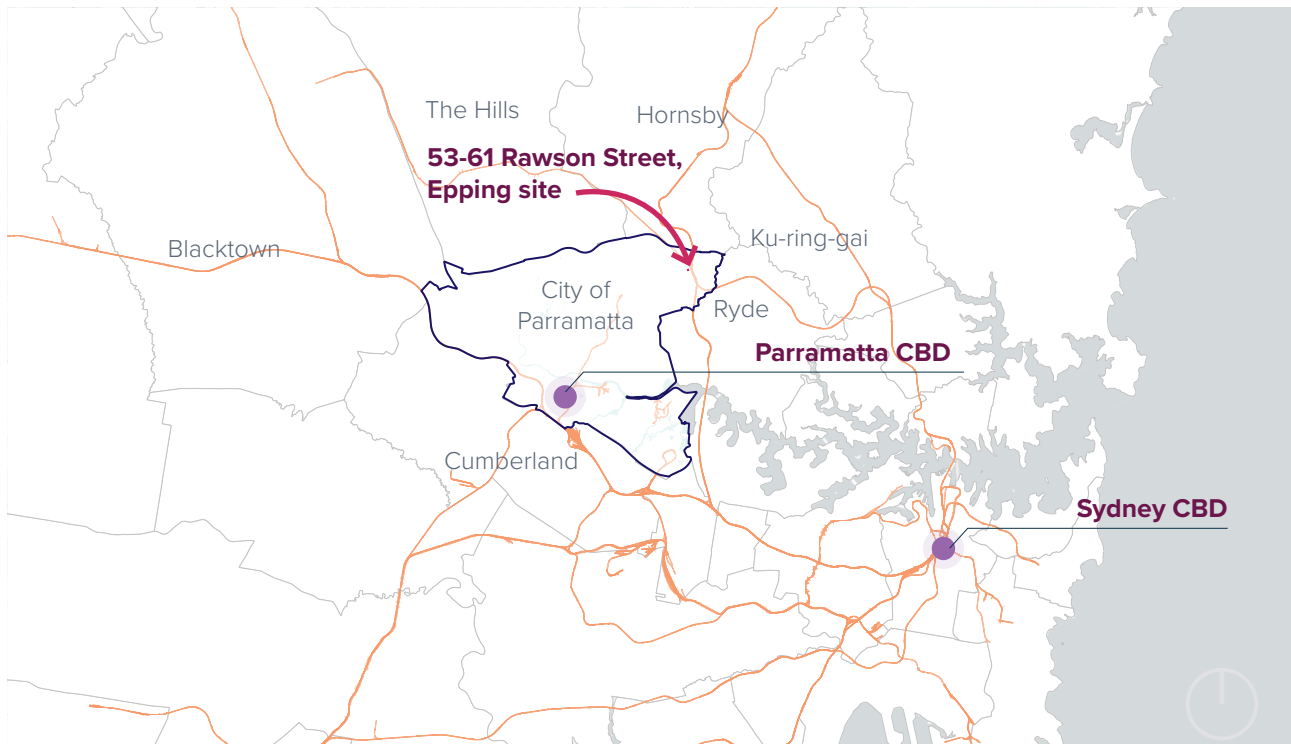 The Hills
Hornsby
53-61 Rawson Street,
Epping site
Blacktown
Ku-ring-gai
City of
Parramatta
Ryde
Parramatta CBD
Cumberland
Sydney CBD